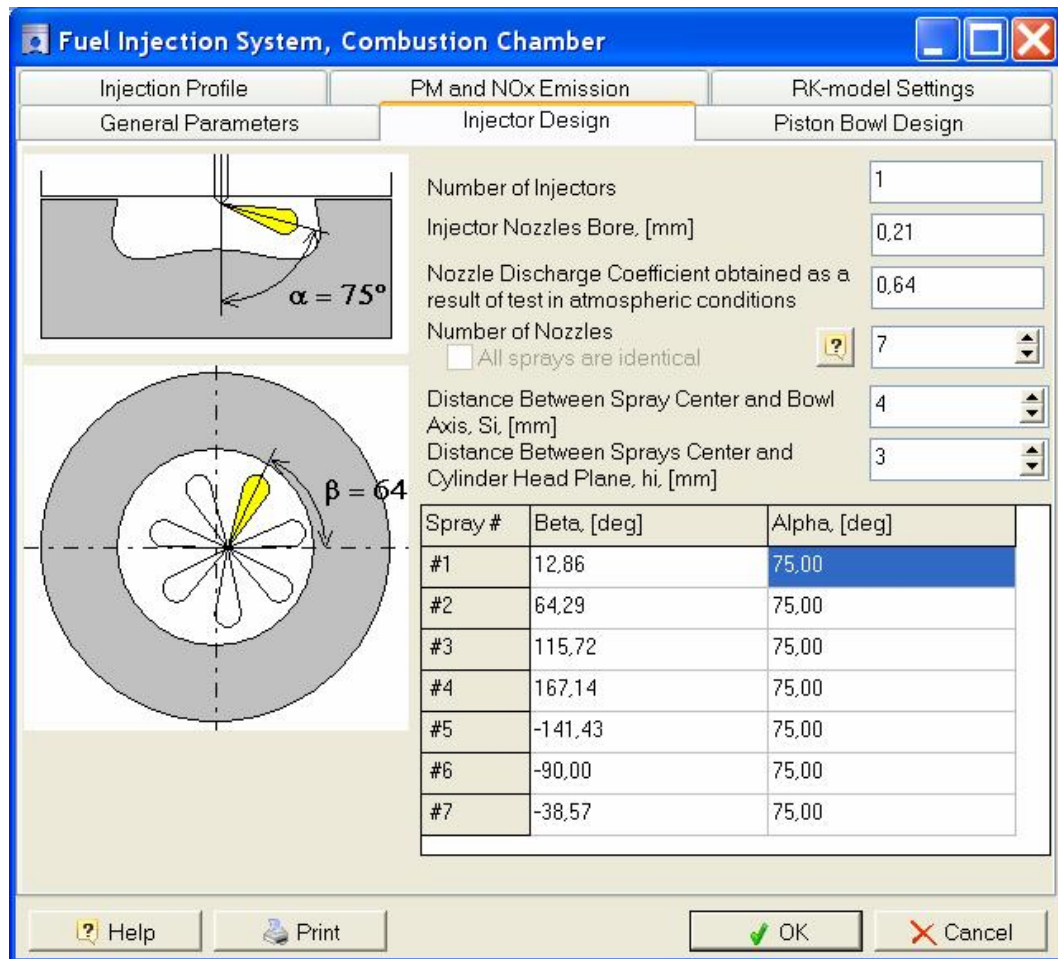 Fuel Injection System, Combustion Chamber
Injection Profile
PM and NOx Emission
RK-model Settings
General Parameters
Injector Design
Piston Bowl Design
α = 75º
β = 64
Number of Injectors
1
Injector Nozzles Bore, [mm]
0,21
Nozzle Discharge Coefficient obtained as a
result of test in atmospheric conditions
0,64
Number of Nozzles
All sprays are identical
?
7
Distance Between Spray Center and Bowl
Axis, Si, [mm]
4
Distance Between Sprays Center and
Cylinder Head Plane, hi, [mm]
3
Spray # Beta, [deg] Alpha, [deg]
#1 12,86 75,00
#2 64,29 75,00
#3 115,72 75,00
#4 167,14 75,00
#5 -141,43 75,00
#6 -90,00 75,00
#7 -38,57 75,00
? Help
Print
OK
Cancel